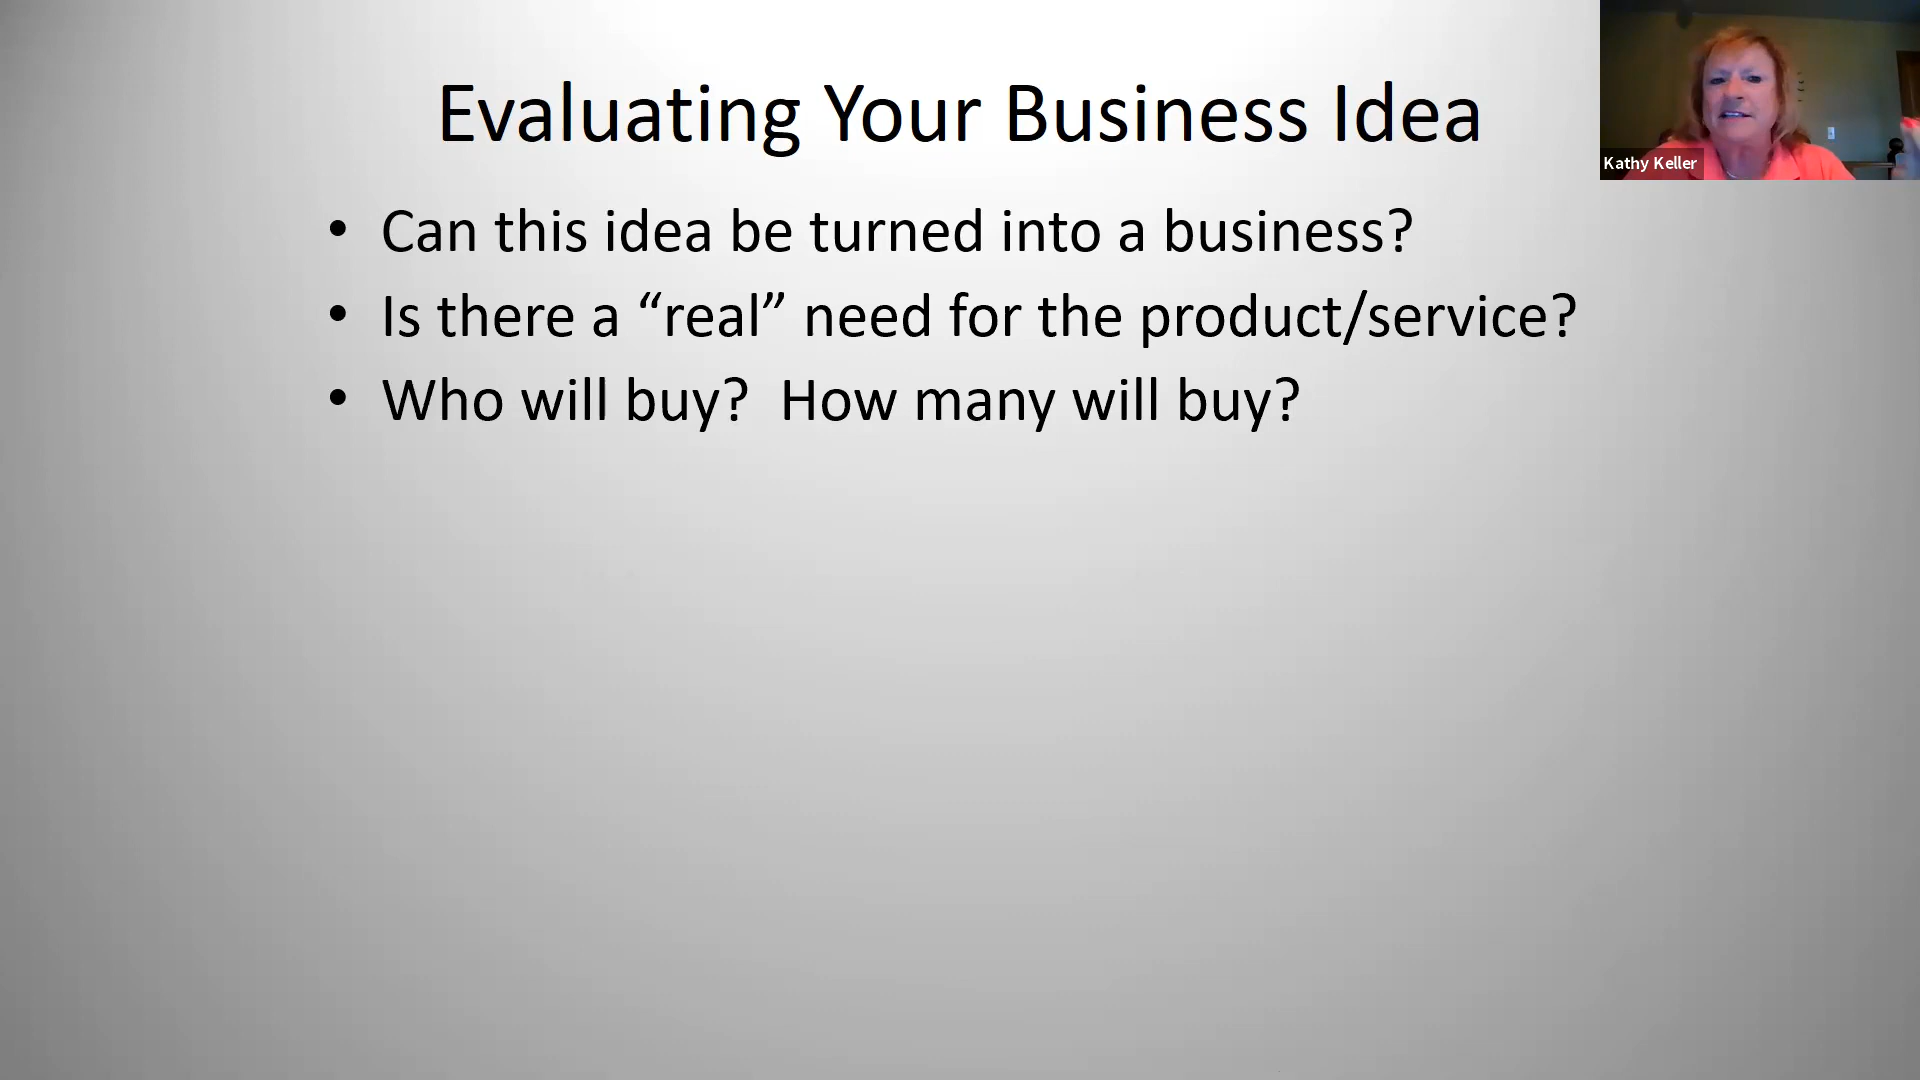 Evaluating Your Business Idea
Kathy Keller
• Can this idea be turned into a business?
• Is there a “real” need for the product/service?
• Who will buy?  How many will buy?